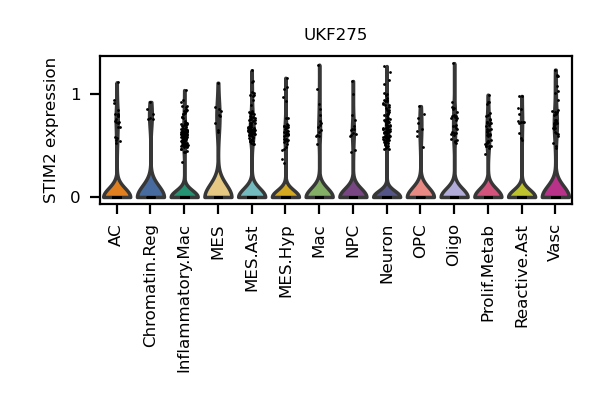 UKF275
STIM2 expression
1
0
AC
Chromatin.Reg
Inflammatory.Mac
MES
MES.Ast
MES.Hyp
Mac
NPC
Neuron
OPC
Oligo
Prolif.Metab
Reactive.Ast
Vasc